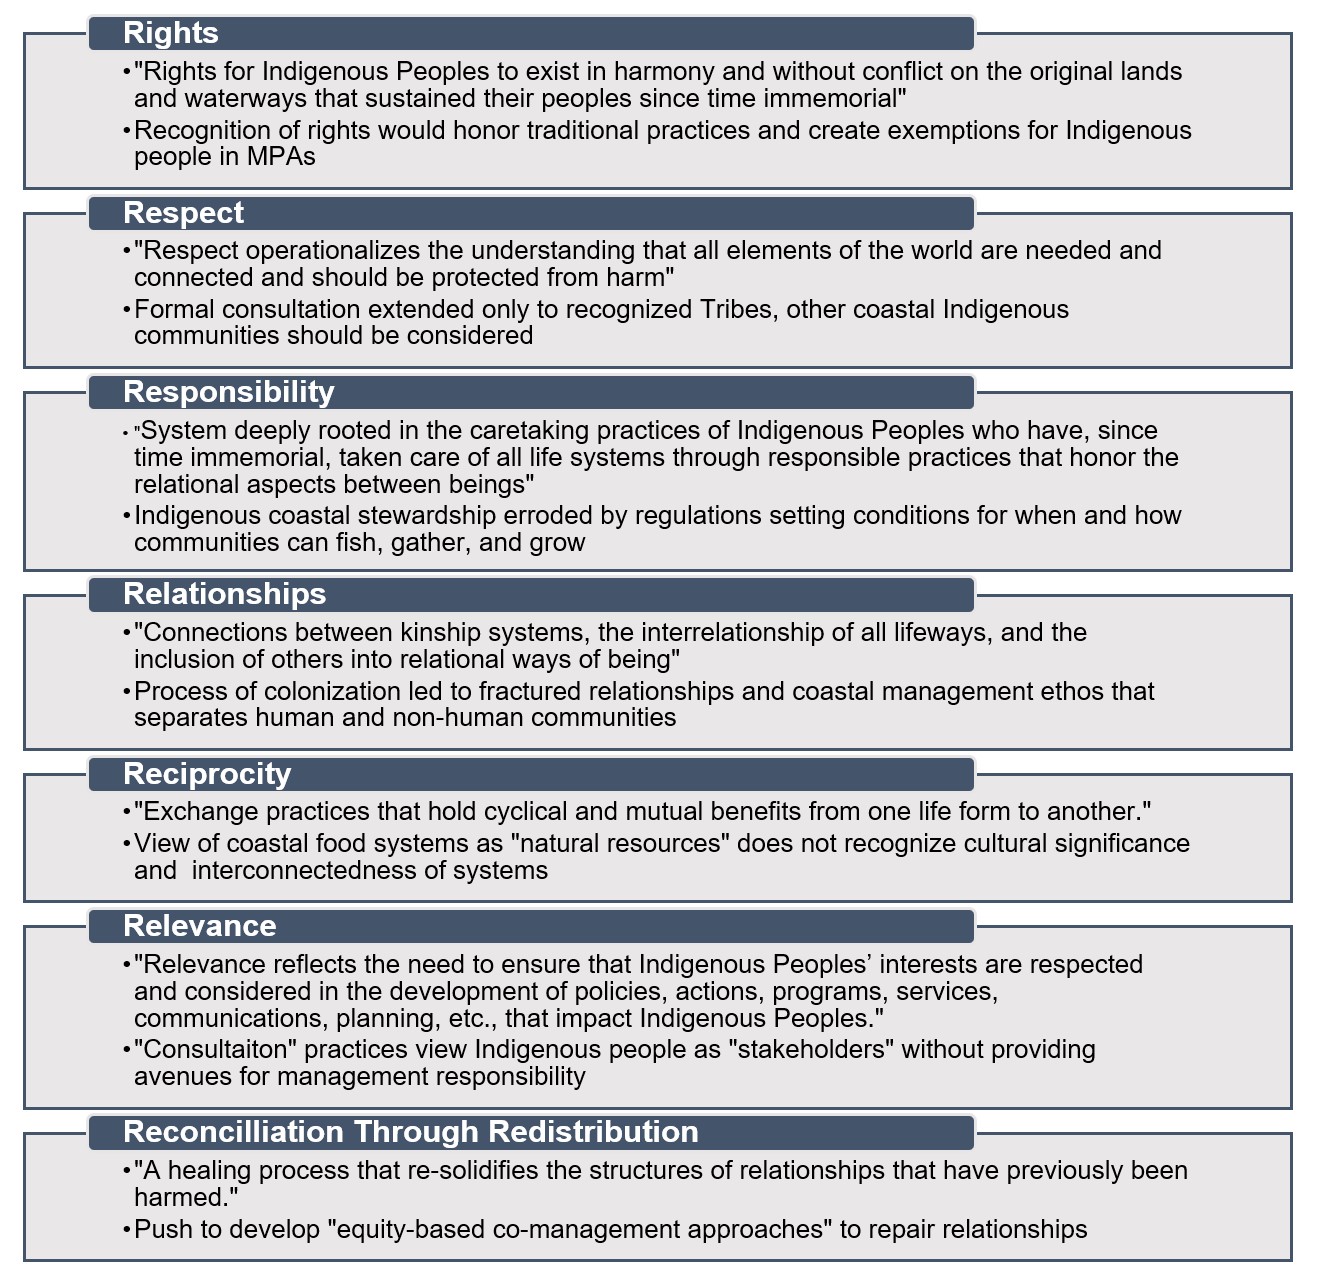 Rights
•"Rights for Indigenous Peoples to exist in harmony and without conflict on the original lands
and waterways that sustained their peoples since time immemorial"
•Recognition of rights would honor traditional practices and create exemptions for Indigenous
people in MPAs
Respect
•"Respect operationalizes the understanding that all elements of the world are needed and
connected and should be protected from harm"
•Formal consultation extended only to recognized Tribes, other coastal Indigenous
communities should be considered
Responsibility
•"System deeply rooted in the caretaking practices of Indigenous Peoples who have, since
time immemorial, taken care of all life systems through responsible practices that honor the
relational aspects between beings"
•Indigenous coastal stewardship erroded by regulations setting conditions for when and how
communities can fish, gather, and grow
Relationships
•"Connections between kinship systems, the interrelationship of all lifeways, and the
inclusion of others into relational ways of being"
•Process of colonization led to fractured relationships and coastal management ethos that
separates human and non-human communities
Reciprocity
•"Exchange practices that hold cyclical and mutual benefits from one life form to another."
•View of coastal food systems as "natural resources" does not recognize cultural significance
and  interconnectedness of systems
Relevance
•"Relevance reflects the need to ensure that Indigenous Peoples’ interests are respected
and considered in the development of policies, actions, programs, services,
communications, planning, etc., that impact Indigenous Peoples."
•"Consultaiton" practices view Indigenous people as "stakeholders" without providing
avenues for management responsibility
Reconcilliation Through Redistribution
•"A healing process that re-solidifies the structures of relationships that have previously been
harmed."
•Push to develop "equity-based co-management approaches" to repair relationships